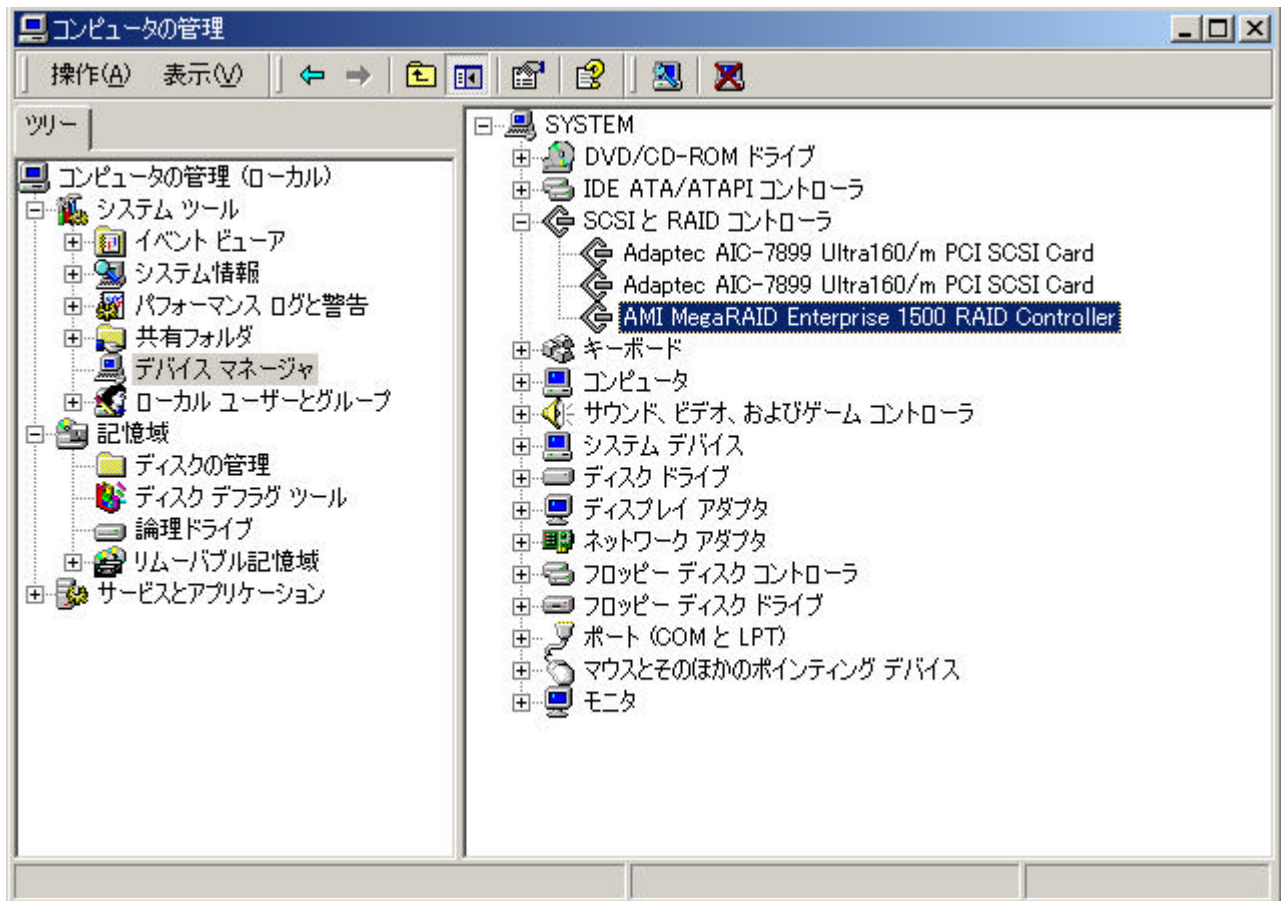 コンピュータの管理
操作(A) 表示(V)
ツリー
コンピュータの管理 (ローカル)
システム ツール
イベント ビューア
システム情報
パフォーマンス ログと警告
共有フォルダ
デバイス マネージャ
ローカル ユーザーとグループ
記憶域
ディスクの管理
ディスク デフラグ ツール
論理ドライブ
リムーバブル記憶域
サービスとアプリケーション
SYSTEM
DVD/CD-ROM ドライブ
IDE ATA/ATAPI コントローラ
SCSI と RAID コントローラ
Adaptec AIC-7899 Ultra160/m PCI SCSI Card
Adaptec AIC-7899 Ultra160/m PCI SCSI Card
AMI MegaRAID Enterprise 1500 RAID Controller
キーボード
コンピュータ
サウンド、ビデオ、およびゲーム コントローラ
システム デバイス
ディスク ドライブ
ディスプレイ アダプタ
ネットワーク アダプタ
フロッピー ディスク コントローラ
フロッピー ディスク ドライブ
ポート (COM と LPT)
マウスとそのほかのポインティング デバイス
モニタ